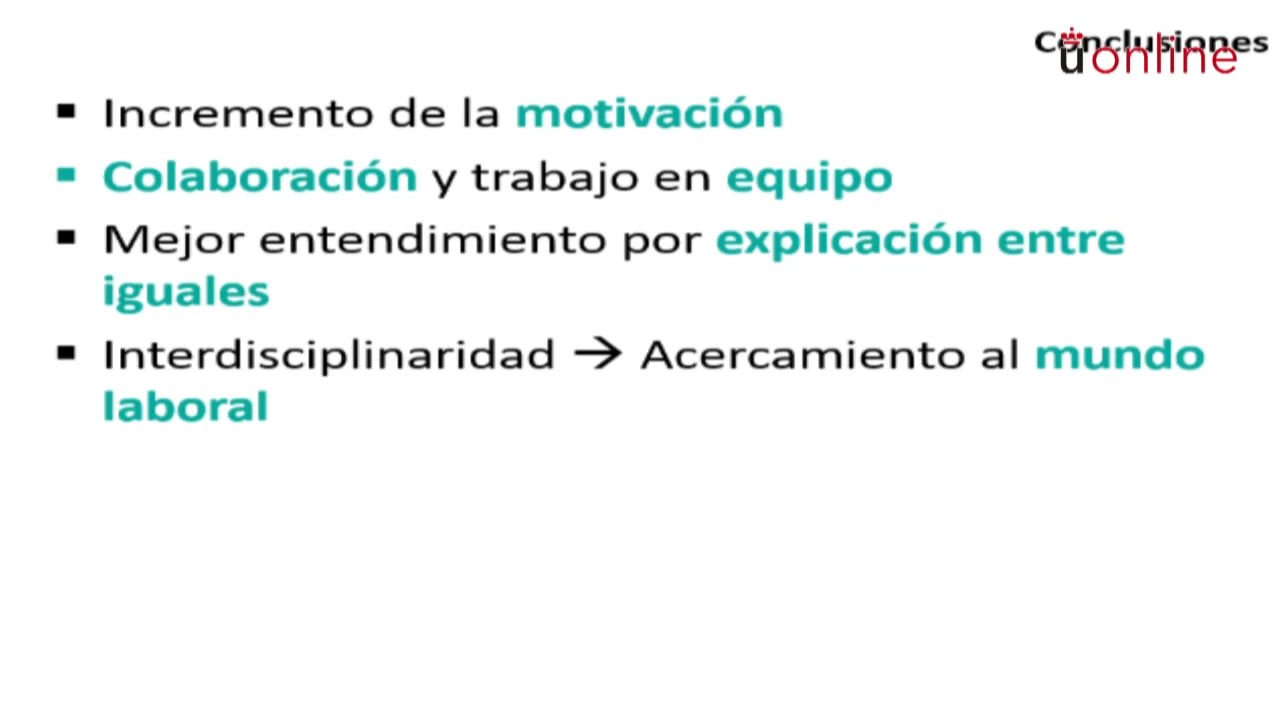 Conclusiones
uonline
▪ Incremento de la motivación
▪ Colaboración y trabajo en equipo
▪ Mejor entendimiento por explicación entre
iguales
▪ Interdisciplinaridad → Acercamiento al mundo
laboral